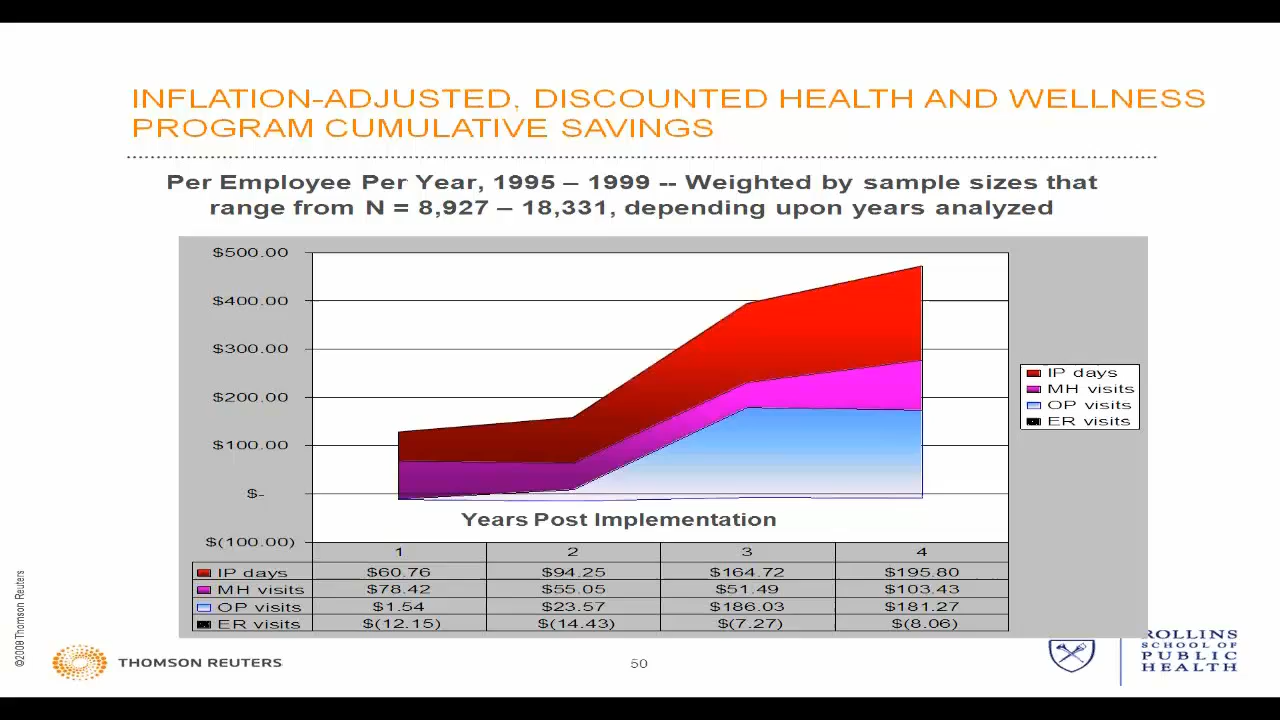 INFLATION-ADJUSTED, DISCOUNTED HEALTH AND WELLNESS
PROGRAM CUMULATIVE SAVINGS
Per Employee Per Year, 1995 – 1999 -- Weighted by sample sizes that
range from N = 8,927 – 18,331, depending upon years analyzed
$500.00
$400.00
$300.00
$200.00
$100.00
$-
$(100.00)
Years Post Implementation
IP days
MH visits
OP visits
ER visits
1 2 3 4
IP days $60.76 $94.25 $164.72 $195.80
MH visits $78.42 $55.05 $51.49 $103.43
OP visits $1.54 $23.57 $186.03 $181.27
ER visits $(12.15) $(14.43) $(7.27) $(8.06)
©2009 Thomson Reuters
THOMSON REUTERS
50
ROLLINS
SCHOOL OF
PUBLIC
HEALTH